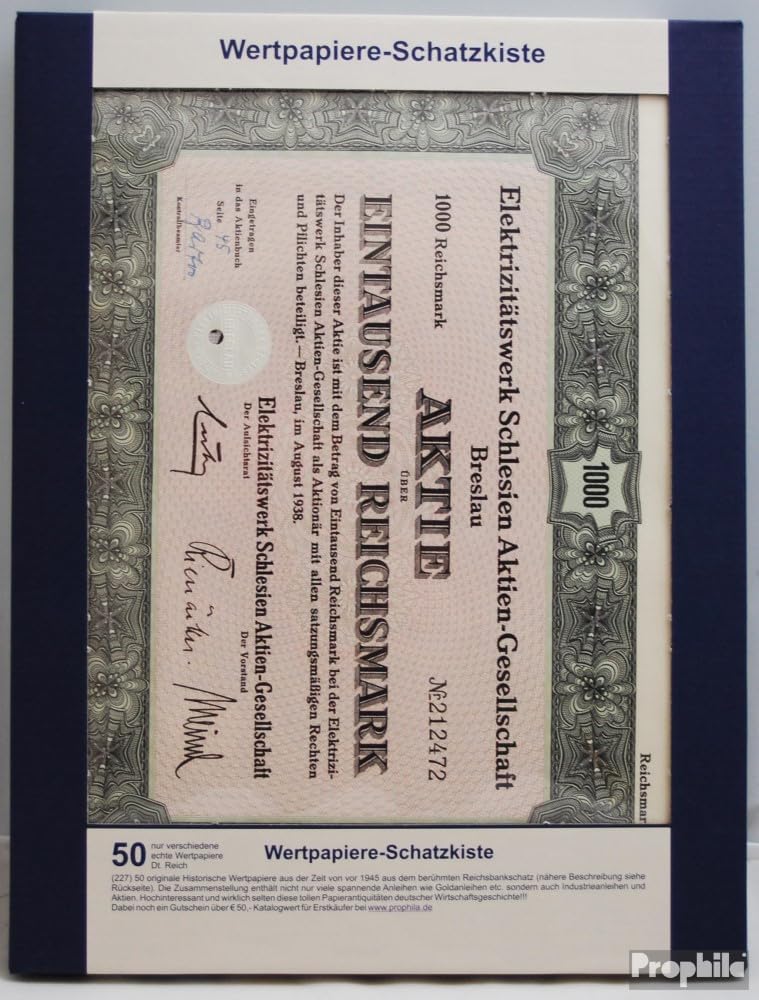 Wertpapiere-Schatzkiste
Reichsmar
1000
Elektrizitätswerk Schlesien Aktien-Gesellschaft
Breslau
1000 Reichsmark
AKTIE
№ 212472
ÜBER
EINTAUSEND REICHSMARK
Der Inhaber dieser Aktie ist mit dem Betrag von Eintausend Reichsmark bei der Elektrizi-
tätswerk Schlesien Aktien-Gesellschaft als Aktionär mit allen satzungsmäßigen Rechten
und Pflichten beteiligt. — Breslau, im August 1938.
Elektrizitätswerk Schlesien Aktien-Gesellschaft
Der Aufsichtsrat
Der Vorstand
Eingetragen
in das Aktienbuch
Seite 45
Kontrollbeamter
50 nur verschiedene
echte Wertpapiere
Dt. Reich
Wertpapiere-Schatzkiste
(227) 50 originale Historische Wertpapiere aus der Zeit von vor 1945 aus dem berühmten Reichsbankschatz (nähere Beschreibung siehe
Rückseite). Die Zusammenstellung enthält nicht nur viele spannende Anleihen wie Goldanleihen etc. sondern auch Industrieanleihen und
Aktien. Hochinteressant und wirklich selten diese tollen Papierantiquitäten deutscher Wirtschaftsgeschichte!!!
Dabei noch ein Gutschein über € 50,- Katalogwert für Erstkäufer bei www.prophila.de
Prophila